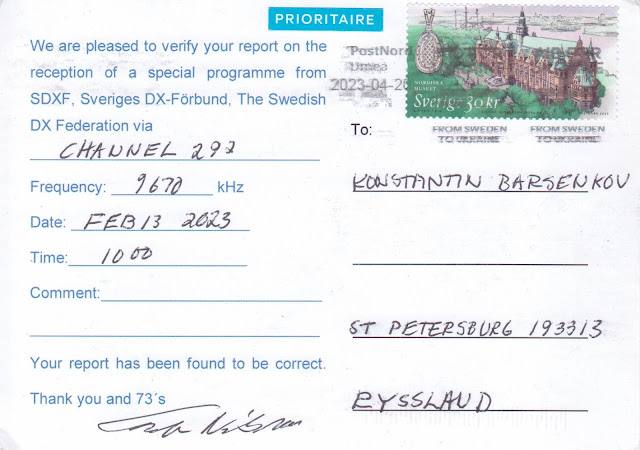 PRIORITAIRE
We are pleased to verify your report on the
reception of a special programme from
SDXF, Sveriges DX-Förbund, The Swedish
DX Federation via
CHANNEL 292
Frequency: 9670 kHz
Date: FEB 13 2023
Time: 10 00
Comment:
Your report has been found to be correct.
Thank you and 73´s
PostNord
Umeå
2023-04-26
NORDISKA
MUSEET
Sverige 30 kr
FROM SWEDEN
TO UKRAINE
FROM SWEDEN
TO UKRAINE
To:
KONSTANTIN BARSENKOV
ST PETERSBURG 193313
RYSSLAND